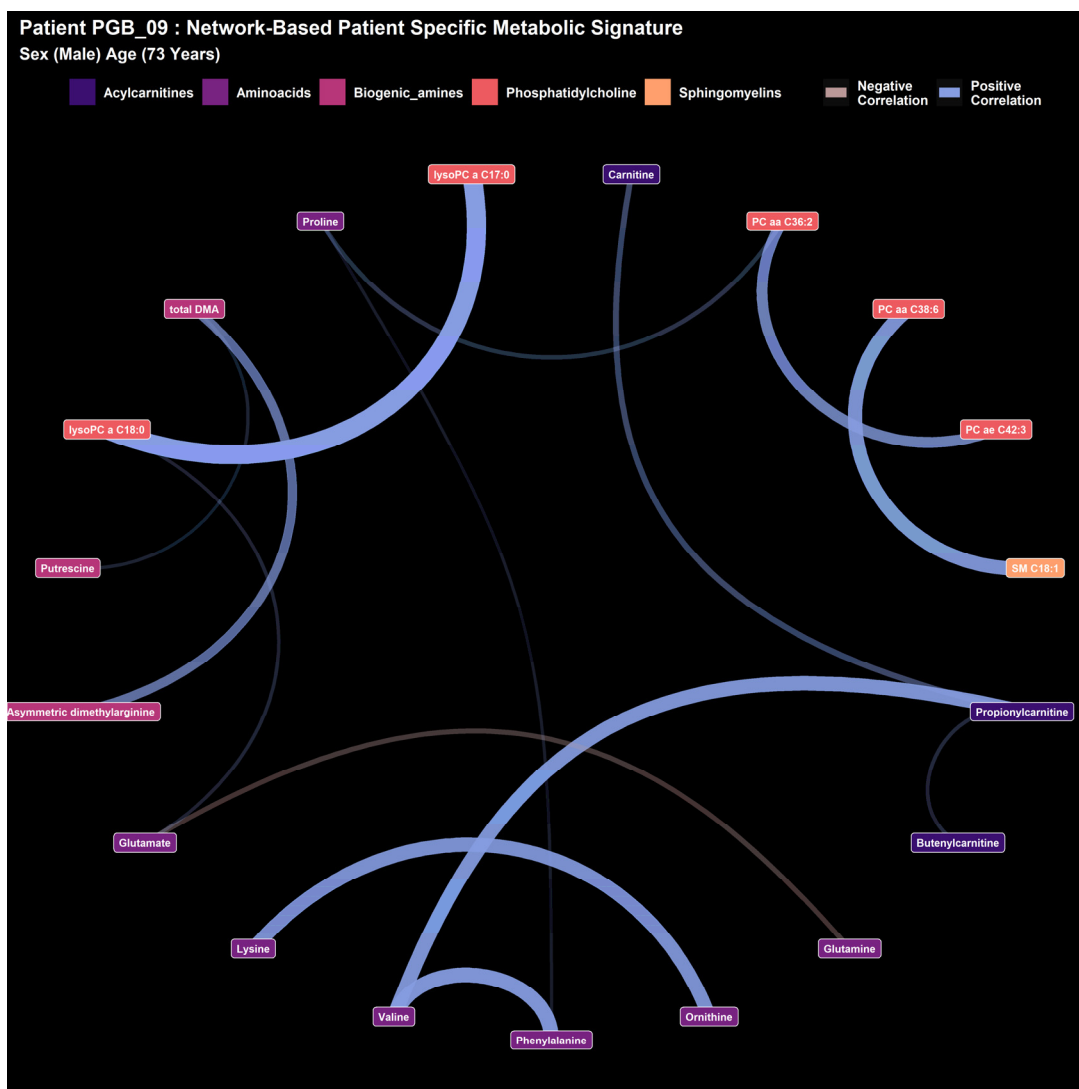 Patient PGB_09 : Network-Based Patient Specific Metabolic Signature
Sex (Male) Age (73 Years)
Acylcarnitines
Aminoacids
Biogenic_amines
Phosphatidylcholine
Sphingomyelins
Negative
Correlation
Positive
Correlation
lysoPC a C17:0
Carnitine
Proline
PC aa C36:2
total DMA
PC aa C38:6
lysoPC a C18:0
PC ae C42:3
Putrescine
SM C18:1
Asymmetric dimethylarginine
Propionylcarnitine
Glutamate
Butenylcarnitine
Lysine
Glutamine
Valine
Ornithine
Phenylalanine